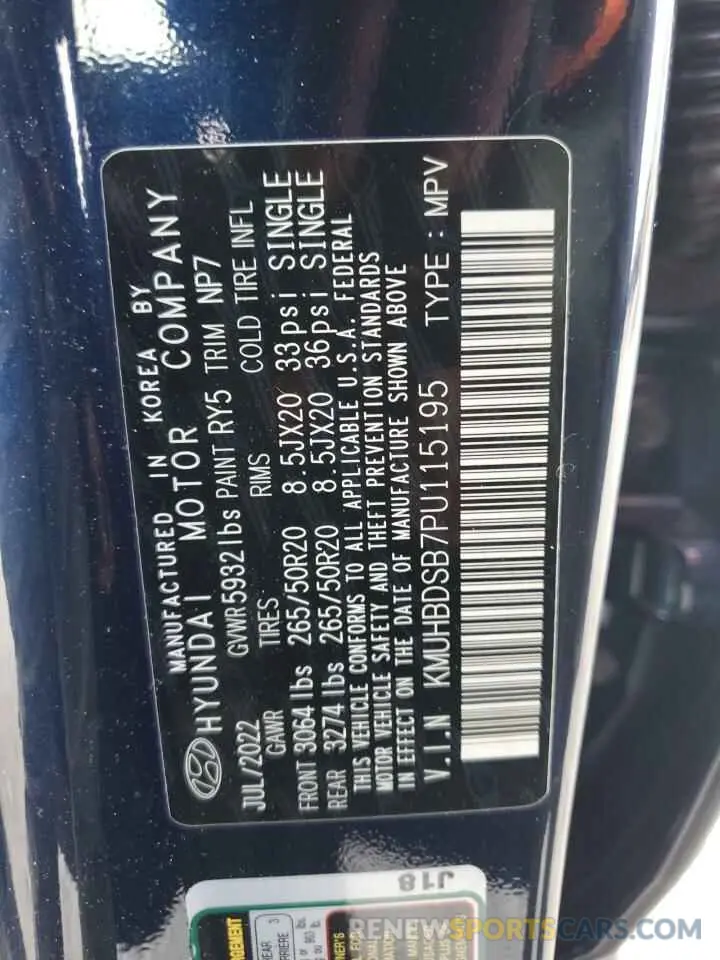 MANUFACTURED IN KOREA BY
HYUNDAI MOTOR COMPANY
JUL/2022 GVWR 5932lbs PAINT RY5 TRIM NP7
GAWR TIRES RIMS COLD TIRE INFL
FRONT 3064lbs 265/50R20 8.5JX20 33psi SINGLE
REAR 3274lbs 265/50R20 8.5JX20 36psi SINGLE
THIS VEHICLE CONFORMS TO ALL APPLICABLE U.S.A. FEDERAL
MOTOR VEHICLE SAFETY AND THEFT PREVENTION STANDARDS
IN EFFECT ON THE DATE OF MANUFACTURE SHOWN ABOVE
V.I.N KMUHBDSB7PU115195 TYPE : MPV
J18
3
RENEWSPORTCARS.COM